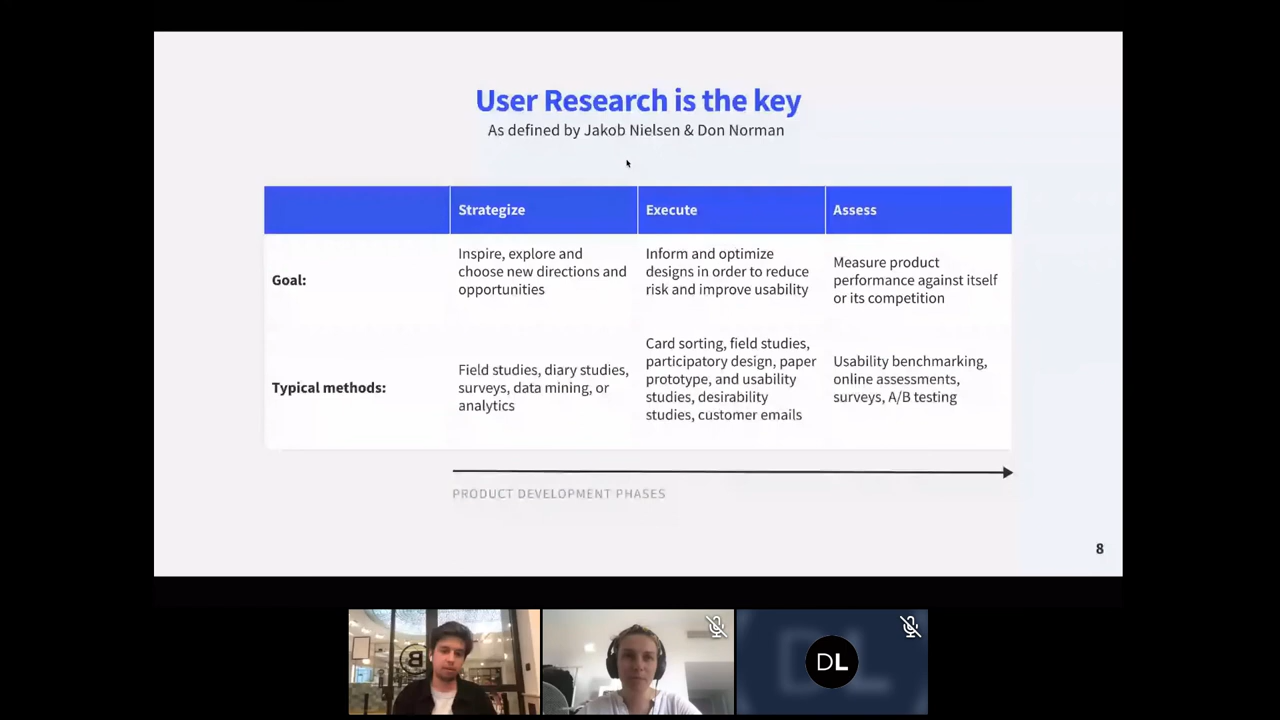 User Research is the key
As defined by Jakob Nielsen & Don Norman
Strategize
Execute
Assess
Goal:
Inspire, explore and
choose new directions and
opportunities
Inform and optimize
designs in order to reduce
risk and improve usability
Measure product
performance against itself
or its competition
Typical methods:
Field studies, diary studies,
surveys, data mining, or
analytics
Card sorting, field studies,
participatory design, paper
prototype, and usability
studies, desirability
studies, customer emails
Usability benchmarking,
online assessments,
surveys, A/B testing
PRODUCT DEVELOPMENT PHASES
8
B
DL
DL